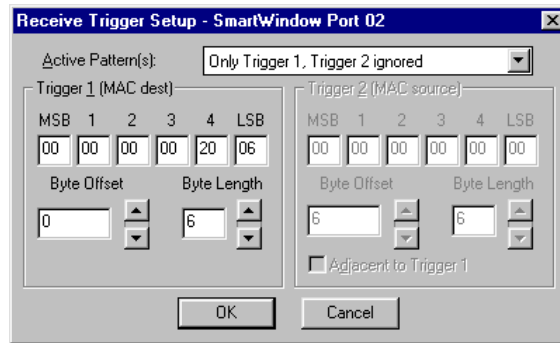 Receive Trigger Setup - SmartWindow Port 02
Active Pattern(s): Only Trigger 1, Trigger 2 ignored
Trigger 1 (MAC dest) Trigger 2 (MAC source)
MSB 1 2 3 4 LSB MSB 1 2 3 4 LSB
00 00 00 00 20 06 00 00 00 00 00 00
Byte Offset Byte Length Byte Offset Byte Length
0 6 6 6
Adjacent to Trigger 1
OK Cancel